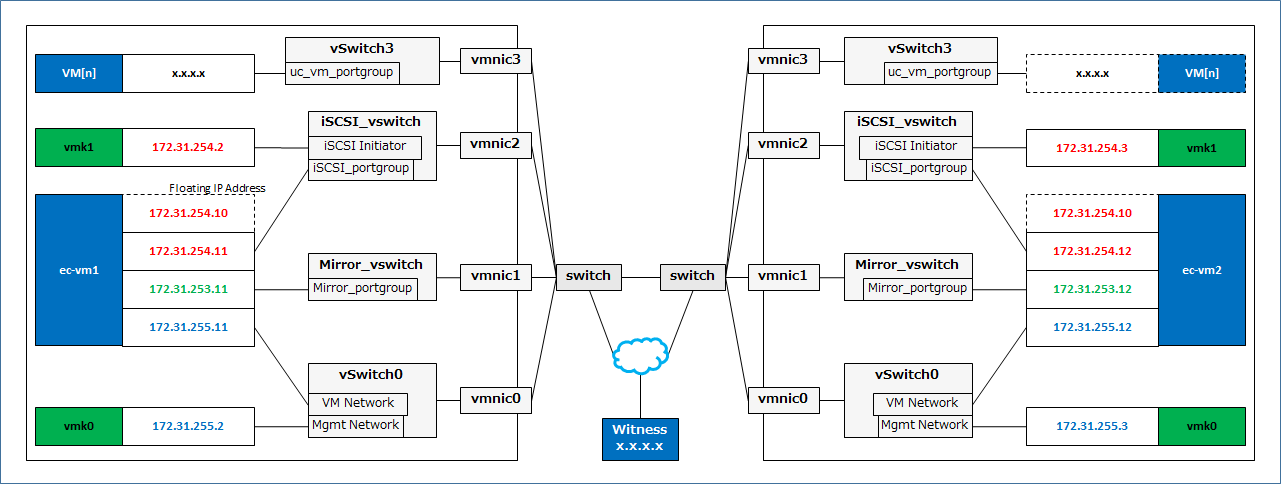 vSwitch3
uc_vm_portgroup
vmnic3
VM[n]
x.x.x.x
iSCSI_vswitch
iSCSI Initiator
iSCSI_portgroup
vmnic2
vmk1
172.31.254.2
Floating IP Address
ec-vm1
172.31.254.10
172.31.254.11
172.31.253.11
172.31.255.11
Mirror_vswitch
Mirror_portgroup
vmnic1
vSwitch0
VM Network
Mgmt Network
vmnic0
vmk0
172.31.255.2
switch
switch
Witness
x.x.x.x
vmnic3
vSwitch3
uc_vm_portgroup
x.x.x.x
VM[n]
vmnic2
iSCSI_vswitch
iSCSI Initiator
iSCSI_portgroup
172.31.254.3
vmk1
172.31.254.10
172.31.254.12
172.31.253.12
172.31.255.12
ec-vm2
vmnic1
Mirror_vswitch
Mirror_portgroup
vmnic0
vSwitch0
VM Network
Mgmt Network
172.31.255.3
vmk0